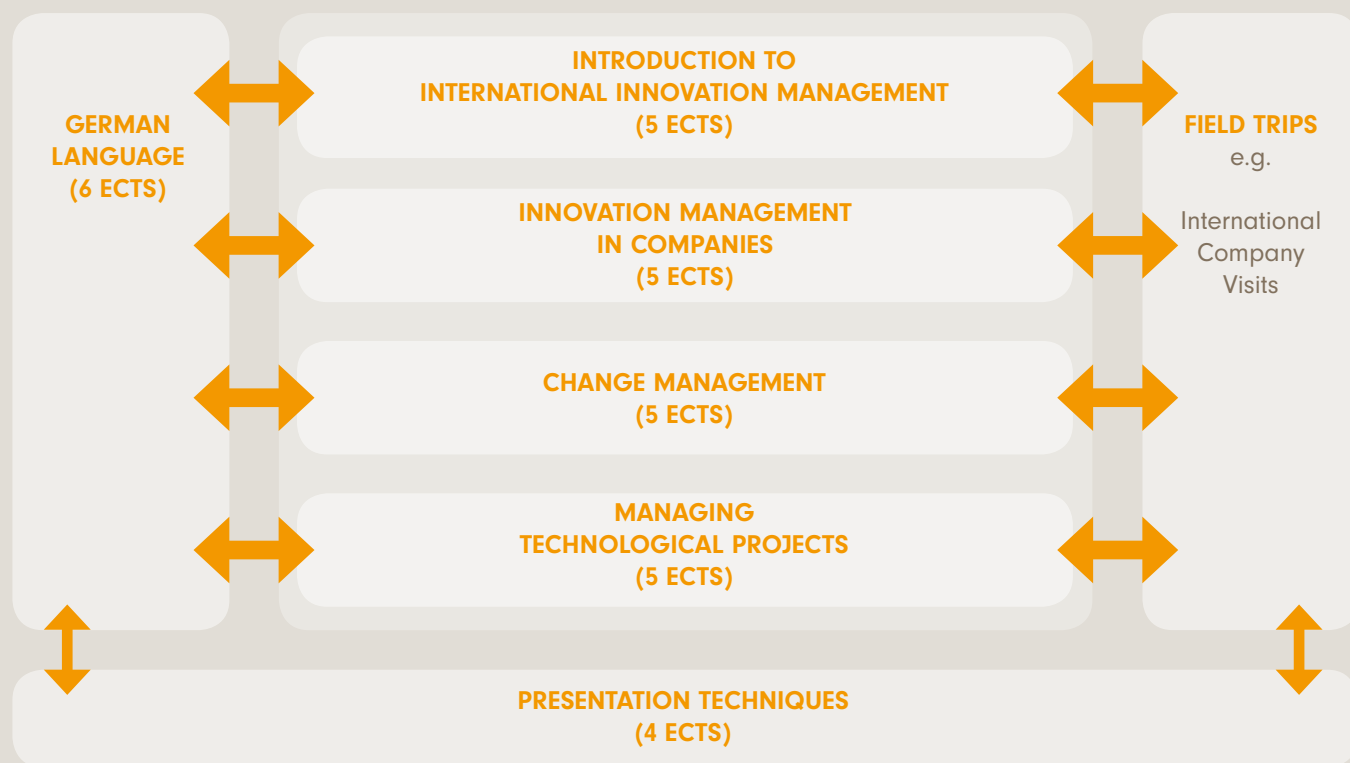 GERMAN
LANGUAGE
(6 ECTS)
INTRODUCTION TO
INTERNATIONAL INNOVATION MANAGEMENT
(5 ECTS)
INNOVATION MANAGEMENT
IN COMPANIES
(5 ECTS)
CHANGE MANAGEMENT
(5 ECTS)
MANAGING
TECHNOLOGICAL PROJECTS
(5 ECTS)
FIELD TRIPS
e.g.
International
Company
Visits
PRESENTATION TECHNIQUES
(4 ECTS)